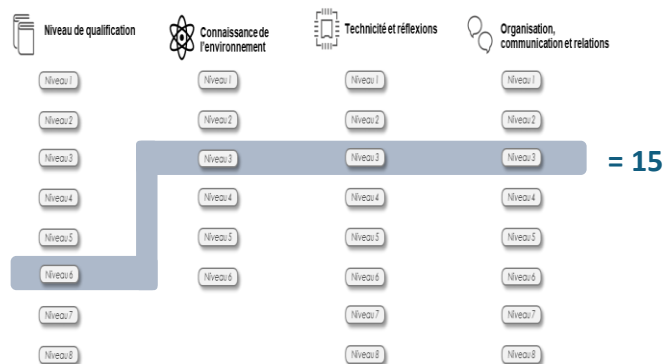 Niveau de qualification
Connaissance de
l'environnement
Technicité et réflexions
Organisation,
communication et relations
Niveau 1 Niveau 1 Niveau 1 Niveau 1
Niveau 2 Niveau 2 Niveau 2 Niveau 2
Niveau 3 Niveau 3 Niveau 3 Niveau 3 = 15
Niveau 4 Niveau 4 Niveau 4 Niveau 4
Niveau 5 Niveau 5 Niveau 5 Niveau 5
Niveau 6 Niveau 6 Niveau 6 Niveau 6
Niveau 7 Niveau 7 Niveau 7
Niveau 8 Niveau 8 Niveau 8